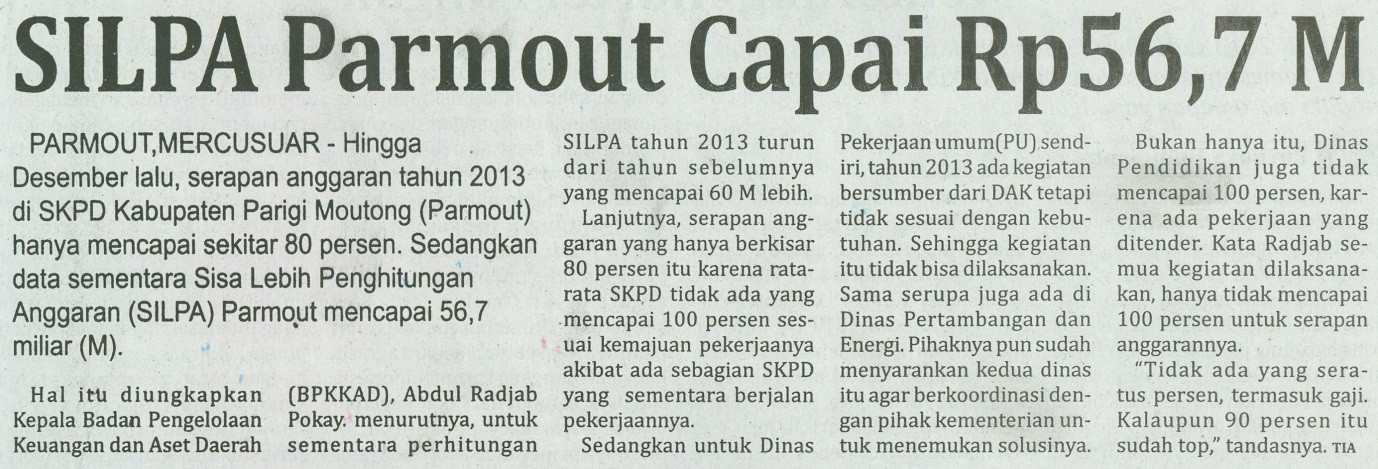 SILPA Parmout Capai Rp56,7 M
PARMOUT,MERCUSUAR - Hingga
Desember lalu, serapan anggaran tahun 2013
di SKPD Kabupaten Parigi Moutong (Parmout)
hanya mencapai sekitar 80 persen. Sedangkan
data sementara Sisa Lebih Penghitungan
Anggaran (SILPA) Parmout mencapai 56,7
miliar (M).
Hal itu diungkapkan
Kepala Badan Pengelolaan
Keuangan dan Aset Daerah
(BPKKAD), Abdul Radjab
Pokay. menurutnya, untuk
sementara perhitungan
SILPA tahun 2013 turun
dari tahun sebelumnya
yang mencapai 60 M lebih.
Lanjutnya, serapan ang-
garan yang hanya berkisar
80 persen itu karena rata-
rata SKPD tidak ada yang
mencapai 100 persen ses-
uai kemajuan pekerjaanya
akibat ada sebagian SKPD
yang sementara berjalan
pekerjaannya.
Sedangkan untuk Dinas
Pekerjaan umum(PU) send-
iri, tahun 2013 ada kegiatan
bersumber dari DAK tetapi
tidak sesuai dengan kebu-
tuhan. Sehingga kegiatan
itu tidak bisa dilaksanakan.
Sama serupa juga ada di
Dinas Pertambangan dan
Energi. Pihaknya pun sudah
menyarankan kedua dinas
itu agar berkoordinasi den-
gan pihak kementerian un-
tuk menemukan solusinya.
Bukan hanya itu, Dinas
Pendidikan juga tidak
mencapai 100 persen, kar-
ena ada pekerjaan yang
ditender. Kata Radjab se-
mua kegiatan dilaksana-
kan, hanya tidak mencapai
100 persen untuk serapan
anggarannya.
"Tidak ada yang sera-
tus persen, termasuk gaji.
Kalaupun 90 persen itu
sudah top," tandasnya. TIA